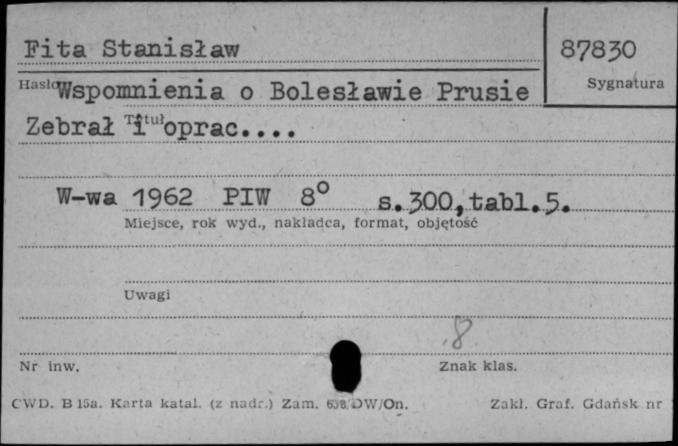 Fita Stanisław
87830
Sygnatura
Hasło Wspomnienia o Bolesławie Prusie
Tytuł
Zebrał i oprac....
W-wa 1962 PIW 8° s.300,tabl.5.
Miejsce, rok wyd., nakładca, format, objętość
Uwagi
8
Nr inw.
Znak klas.
CWD. B 15a. Karta katal. (z nadr.) Zam. 638/DW/On. Zakł. Graf. Gdańsk nr